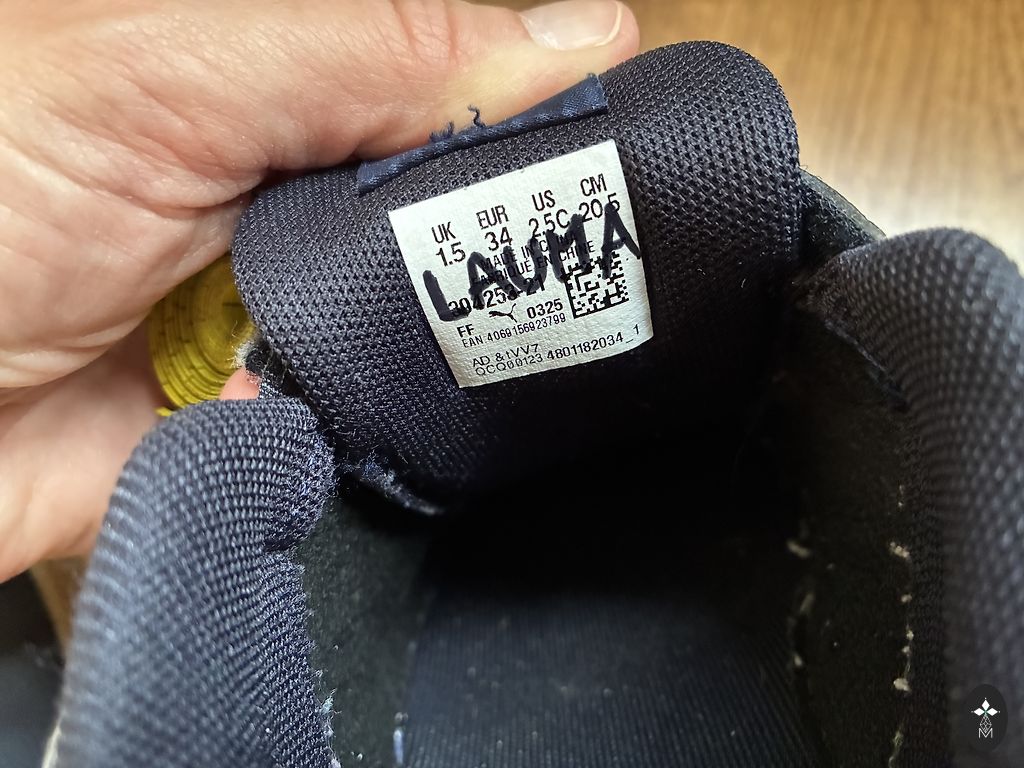 UK EUR US CM
1.5 34 2.5C 20.5
MADE IN CHINA
FABRIQUÉ EN CHINE
LAUMA
FF 0325
EAN:4069156923799
AD &tVV7
QCQ00123 4801182034_1